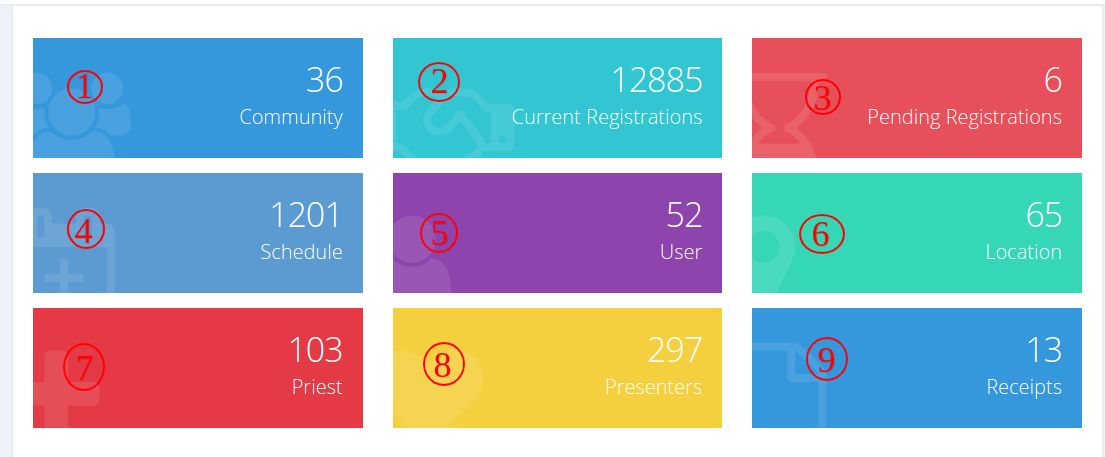 1
36
Community
2
12885
Current Registrations
3
6
Pending Registrations
4
1201
Schedule
5
52
User
6
65
Location
7
103
Priest
8
297
Presenters
9
13
Receipts